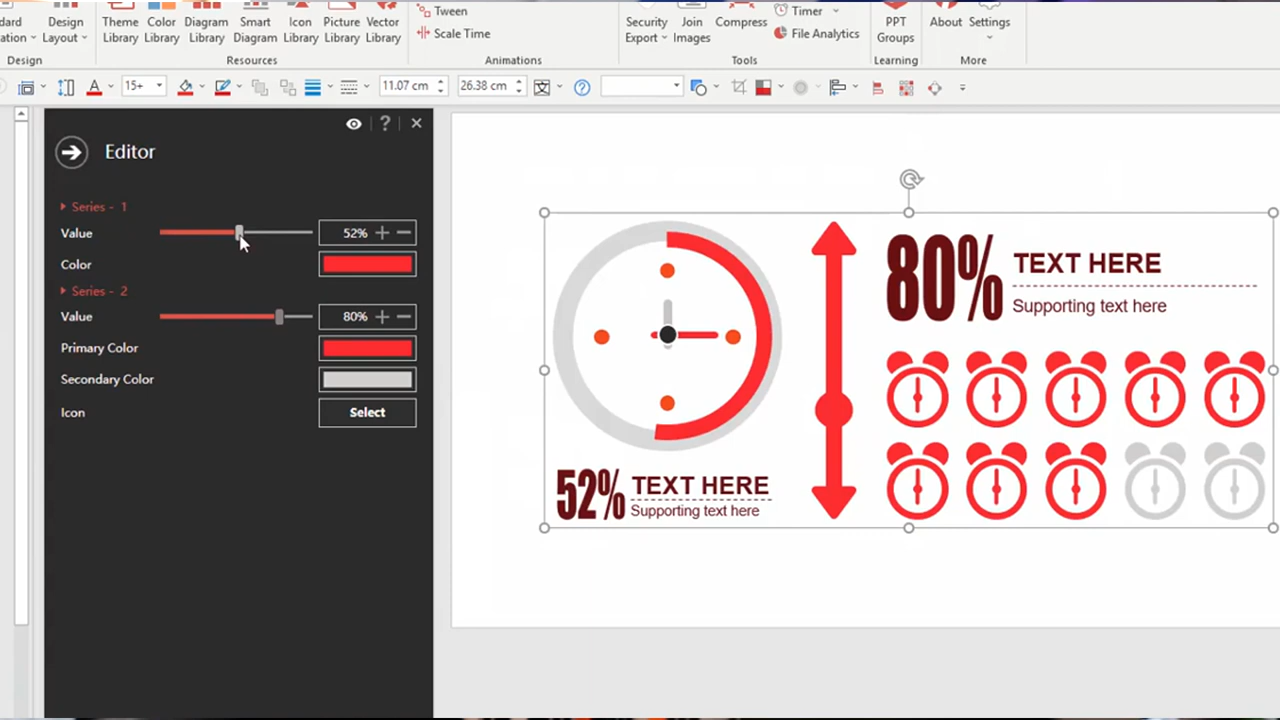 Theme Library
Color Library
Diagram Library
Smart Diagram
Icon Library
Picture Library
Vector Library
Design Layout
Design
Resources
Tween
Scale Time
Animations
Security Export
Join Images
Compress
Timer
File Analytics
Tools
PPT Groups
Learning
About
Settings
More
15+
11.07 cm
26.38 cm
Editor
Series - 1
Value
52%
Color
Series - 2
Value
80%
Primary Color
Secondary Color
Icon
Select
52%
TEXT HERE
Supporting text here
80%
TEXT HERE
Supporting text here